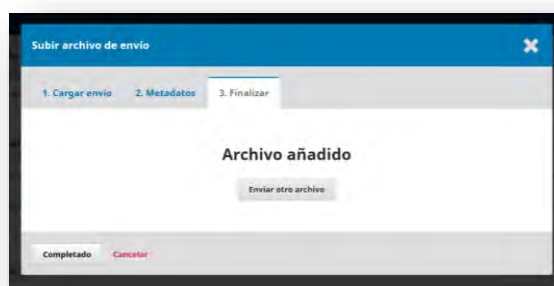 Subir archivo de envío
1. Cargar envío 2. Metadatos 3. Finalizar
Archivo añadido
Enviar otro archivo
Completado Cancelar